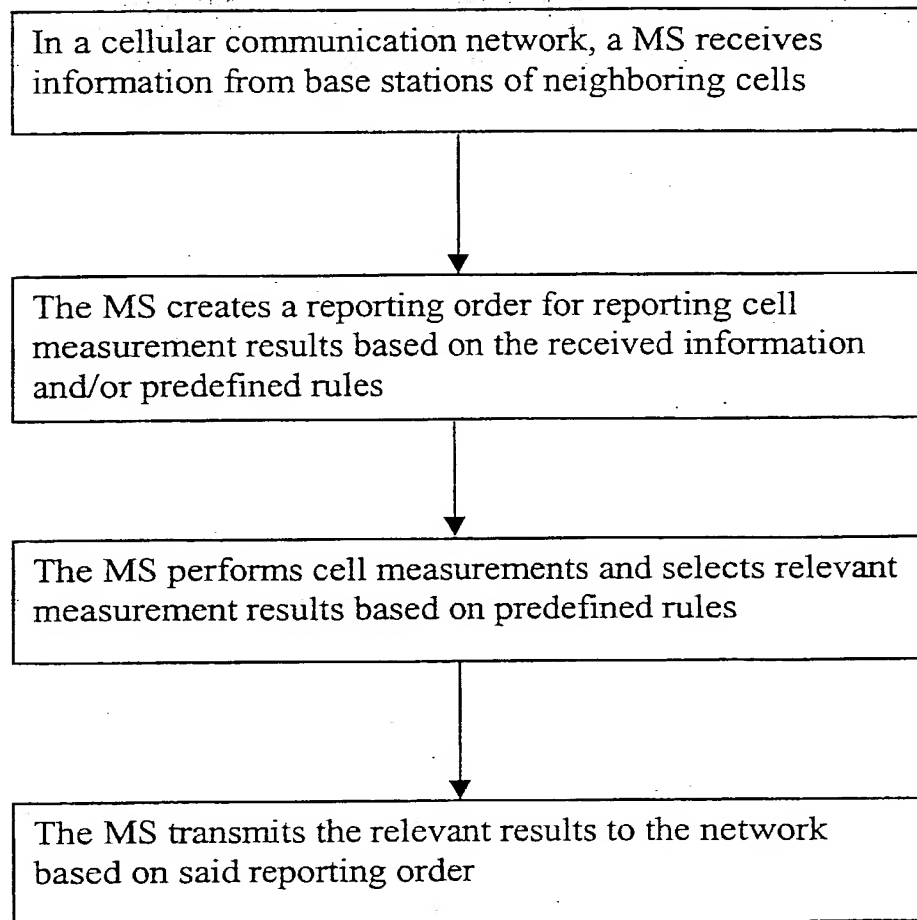 In a cellular communication network, a MS receives
information from base stations of neighboring cells
The MS creates a reporting order for reporting cell
measurement results based on the received information
and/or predefined rules
The MS performs cell measurements and selects relevant
measurement results based on predefined rules
The MS transmits the relevant results to the network
based on said reporting order